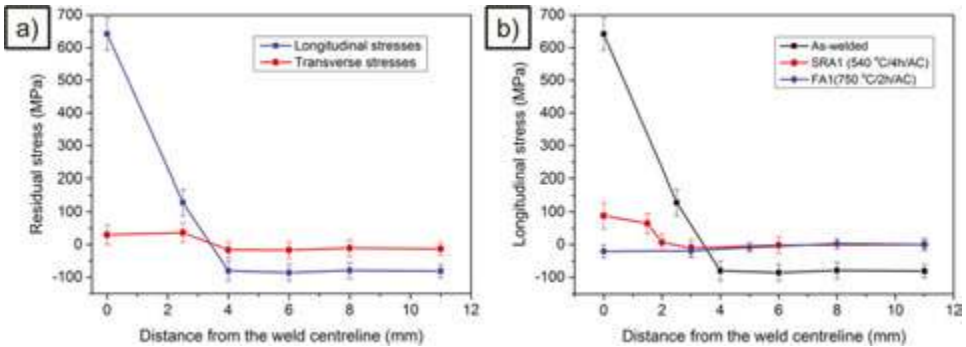 a)
700
600
500
400
300
200
100
0
-100
Residual stress (MPa)
Longitudinal stresses
Transverse stresses
0 2 4 6 8 10 12
Distance from the weld centreline (mm)
b)
700
600
500
400
300
200
100
0
-100
Longitudinal stress (MPa)
As-welded
SRA1 (540 °C/4h/AC)
FA1(750 °C/2h/AC)
0 2 4 6 8 10 12
Distance from the weld centreline (mm)